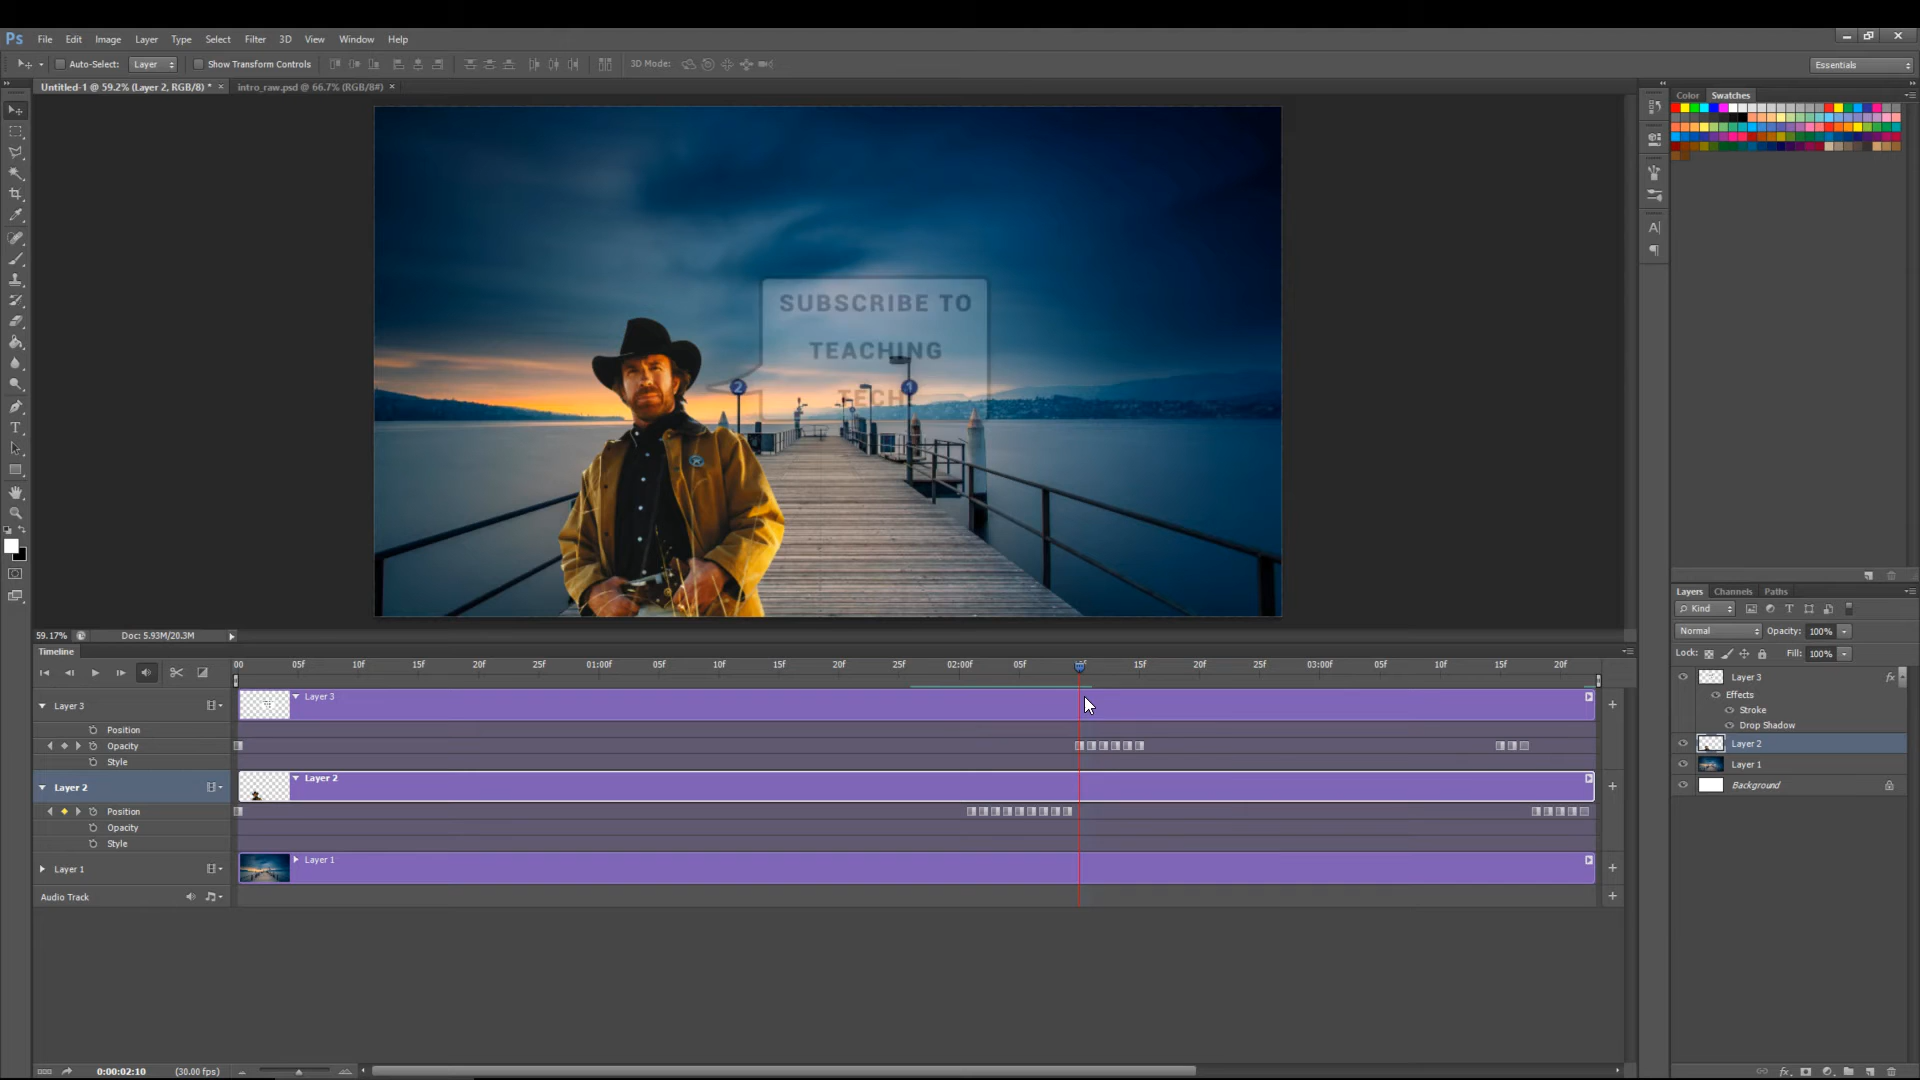 Ps File Edit Image Layer Type Select Filter 3D View Window Help
Auto-Select: Layer Show Transform Controls 3D Mode: Essentials
Untitled-1 @ 59.2% (Layer 2, RGB/8) * × intro_raw.psd @ 66.7% (RGB/8#) ×
Color Swatches
SUBSCRIBE TO
TEACHING
TECH
2 1
59.17% Doc: 5.93M/20.3M
Timeline
00 05f 10f 15f 20f 25f 01:00f 05f 10f 15f 20f 25f 02:00f 05f 15f 20f 25f 03:00f 05f 10f 15f 20f
Layer 3 Layer 3
Position
Opacity
Style
Layer 2 Layer 2
Position
Opacity
Style
Layer 1 Layer 1
Audio Track
0:00:02:10 (30.00 fps)
Layers Channels Paths
Kind
Normal Opacity: 100%
Lock: Fill: 100%
Layer 3 fx
Effects
Stroke
Drop Shadow
Layer 2
Layer 1
Background
fx